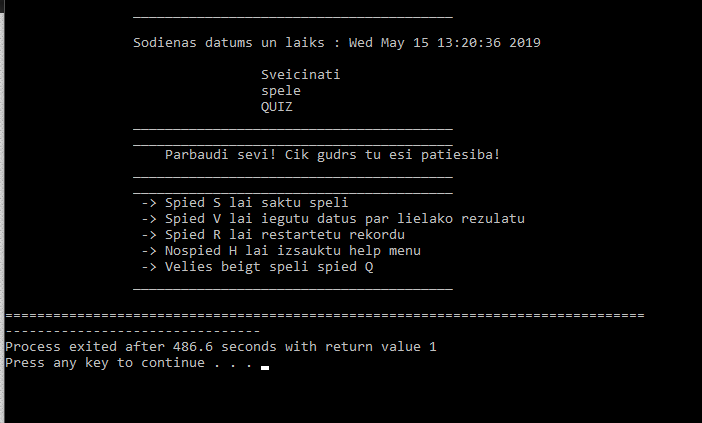 ________________________________________
Sodienas datums un laiks : Wed May 15 13:20:36 2019
Sveicinati
spele
QUIZ
________________________________________
________________________________________
Parbaudi sevi! Cik gudrs tu esi patiesiba!
________________________________________
________________________________________
-> Spied S lai saktu speli
-> Spied V lai iegutu datus par lielako rezulatu
-> Spied R lai restartetu rekordu
-> Nospied H lai izsauktu help menu
-> Velies beigt speli spied Q
________________________________________
================================================================================
--------------------------------
Process exited after 486.6 seconds with return value 1
Press any key to continue . . .